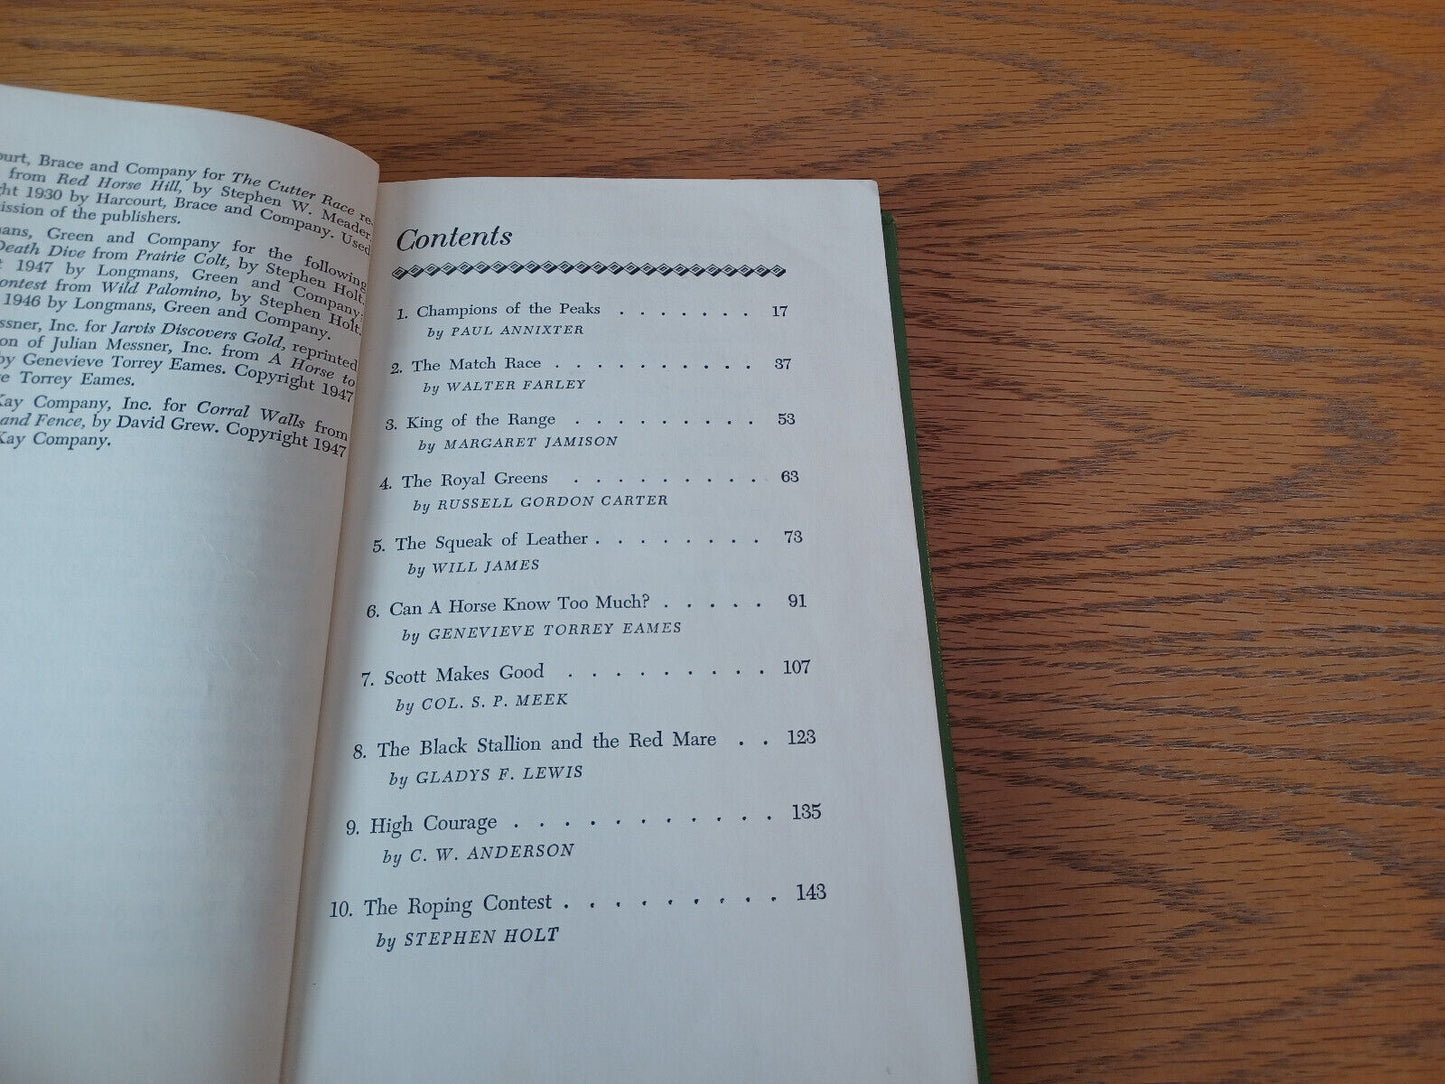 Brace and Company for The Cutter Race re-
from Red Horse Hill, by Stephen W. Meader,
1930 by Harcourt, Brace and Company. Used
of the publishers.
Green and Company for the following
Death Dive from Prairie Colt, by Stephen Holt.
1947 by Longmans, Green and Company;
from Wild Palomino, by Stephen Holt.
1946 by Longmans, Green and Company.
Inc. for Jarvis Discovers Gold, reprinted
of Julian Messner, Inc. from A Horse to
by Genevieve Torrey Eames. Copyright 1947
Torrey Eames.
Company, Inc. for Corral Walls from
and Fence, by David Grew. Copyright 1947
Company.
Contents
1. Champions of the Peaks . . . . . . . 17
by PAUL ANNIXTER
2. The Match Race . . . . . . . . . . 37
by WALTER FARLEY
3. King of the Range . . . . . . . . . 53
by MARGARET JAMISON
4. The Royal Greens . . . . . . . . . 63
by RUSSELL GORDON CARTER
5. The Squeak of Leather . . . . . . . . 73
by WILL JAMES
6. Can A Horse Know Too Much? . . . . . 91
by GENEVIEVE TORREY EAMES
7. Scott Makes Good . . . . . . . . . 107
by COL. S. P. MEEK
8. The Black Stallion and the Red Mare . . 123
by GLADYS F. LEWIS
9. High Courage . . . . . . . . . . . 135
by C. W. ANDERSON
10. The Roping Contest . . . . . . . . . 143
by STEPHEN HOLT